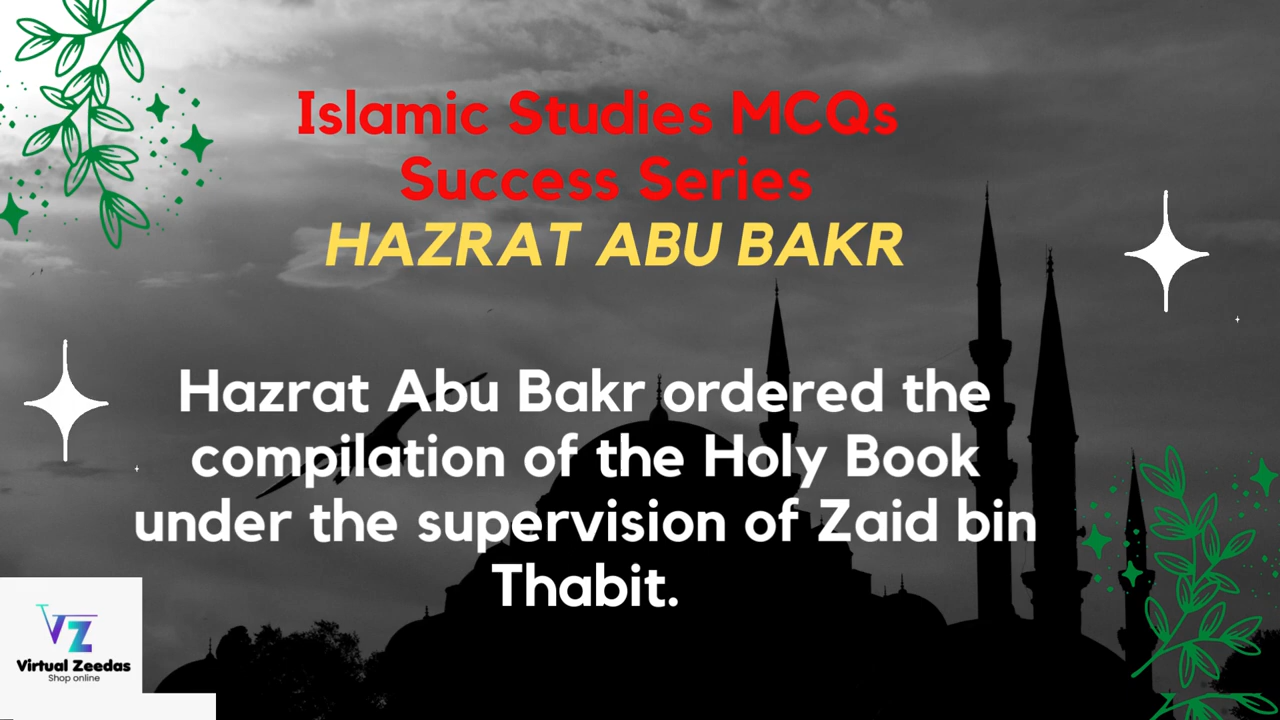 Islamic Studies MCQs
Success Series
HAZRAT ABU BAKR
Hazrat Abu Bakr ordered the
compilation of the Holy Book
under the supervision of Zaid bin
Thabit.
VZ
Virtual Zeedas
Shop online